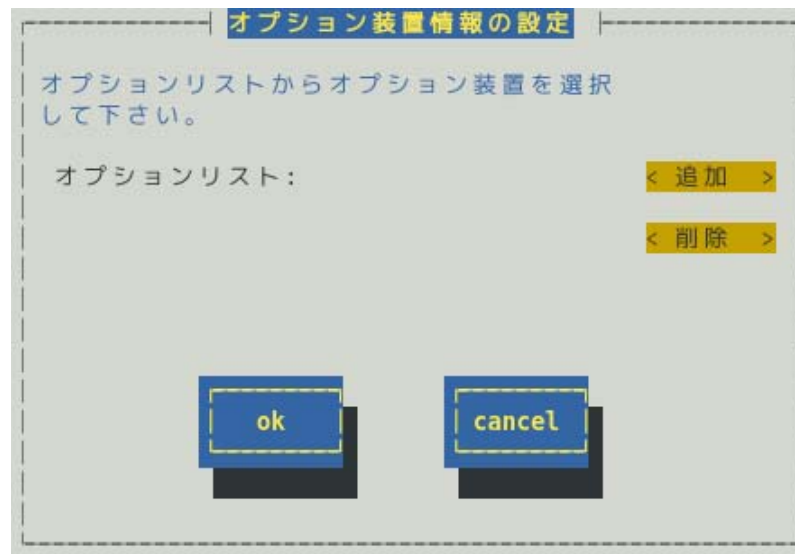 オプション装置情報の設定
オプションリストからオプション装置を選択
して下さい。
オプションリスト:
< 追加 >
< 削除 >
ok
cancel